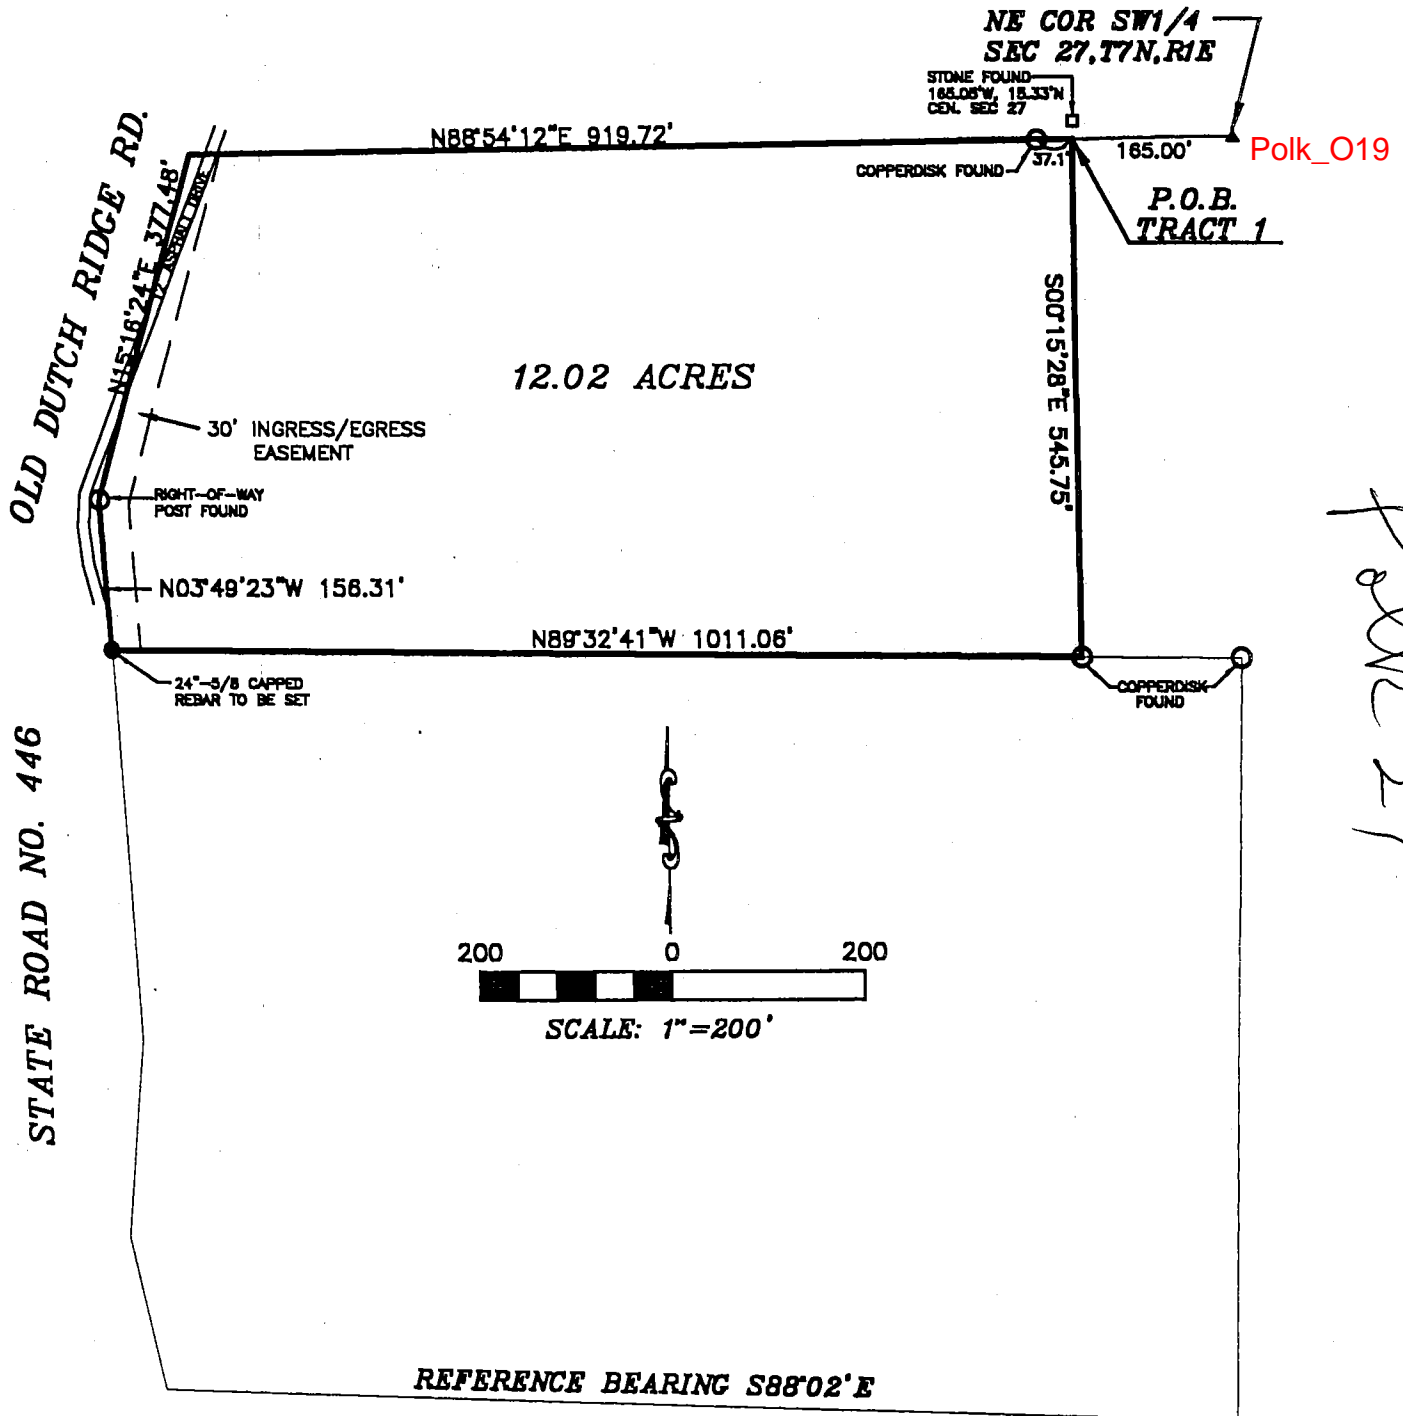 NE COR SW1/4
SEC 27,T7N,R1E
STONE FOUND
165.05'W, 15.33'N
CEN. SEC 27
N88°54'12"E 919.72'
COPPERDISK FOUND
37.1'
165.00'
Polk_O19
P.O.B.
TRACT 1
OLD DUTCH RIDGE RD.
N15°16'24"E 377.48'
12' ASPHALT DRIVE
S00°15'28"E 545.75'
12.02 ACRES
30' INGRESS/EGRESS
EASEMENT
RIGHT-OF-WAY
POST FOUND
N03°49'23"W 156.31'
N89°32'41"W 1011.06'
24"-5/8 CAPPED
REBAR TO BE SET
COPPERDISK
FOUND
STATE ROAD NO. 446
200 0 200
SCALE: 1"=200'
REFERENCE BEARING S88°02'E